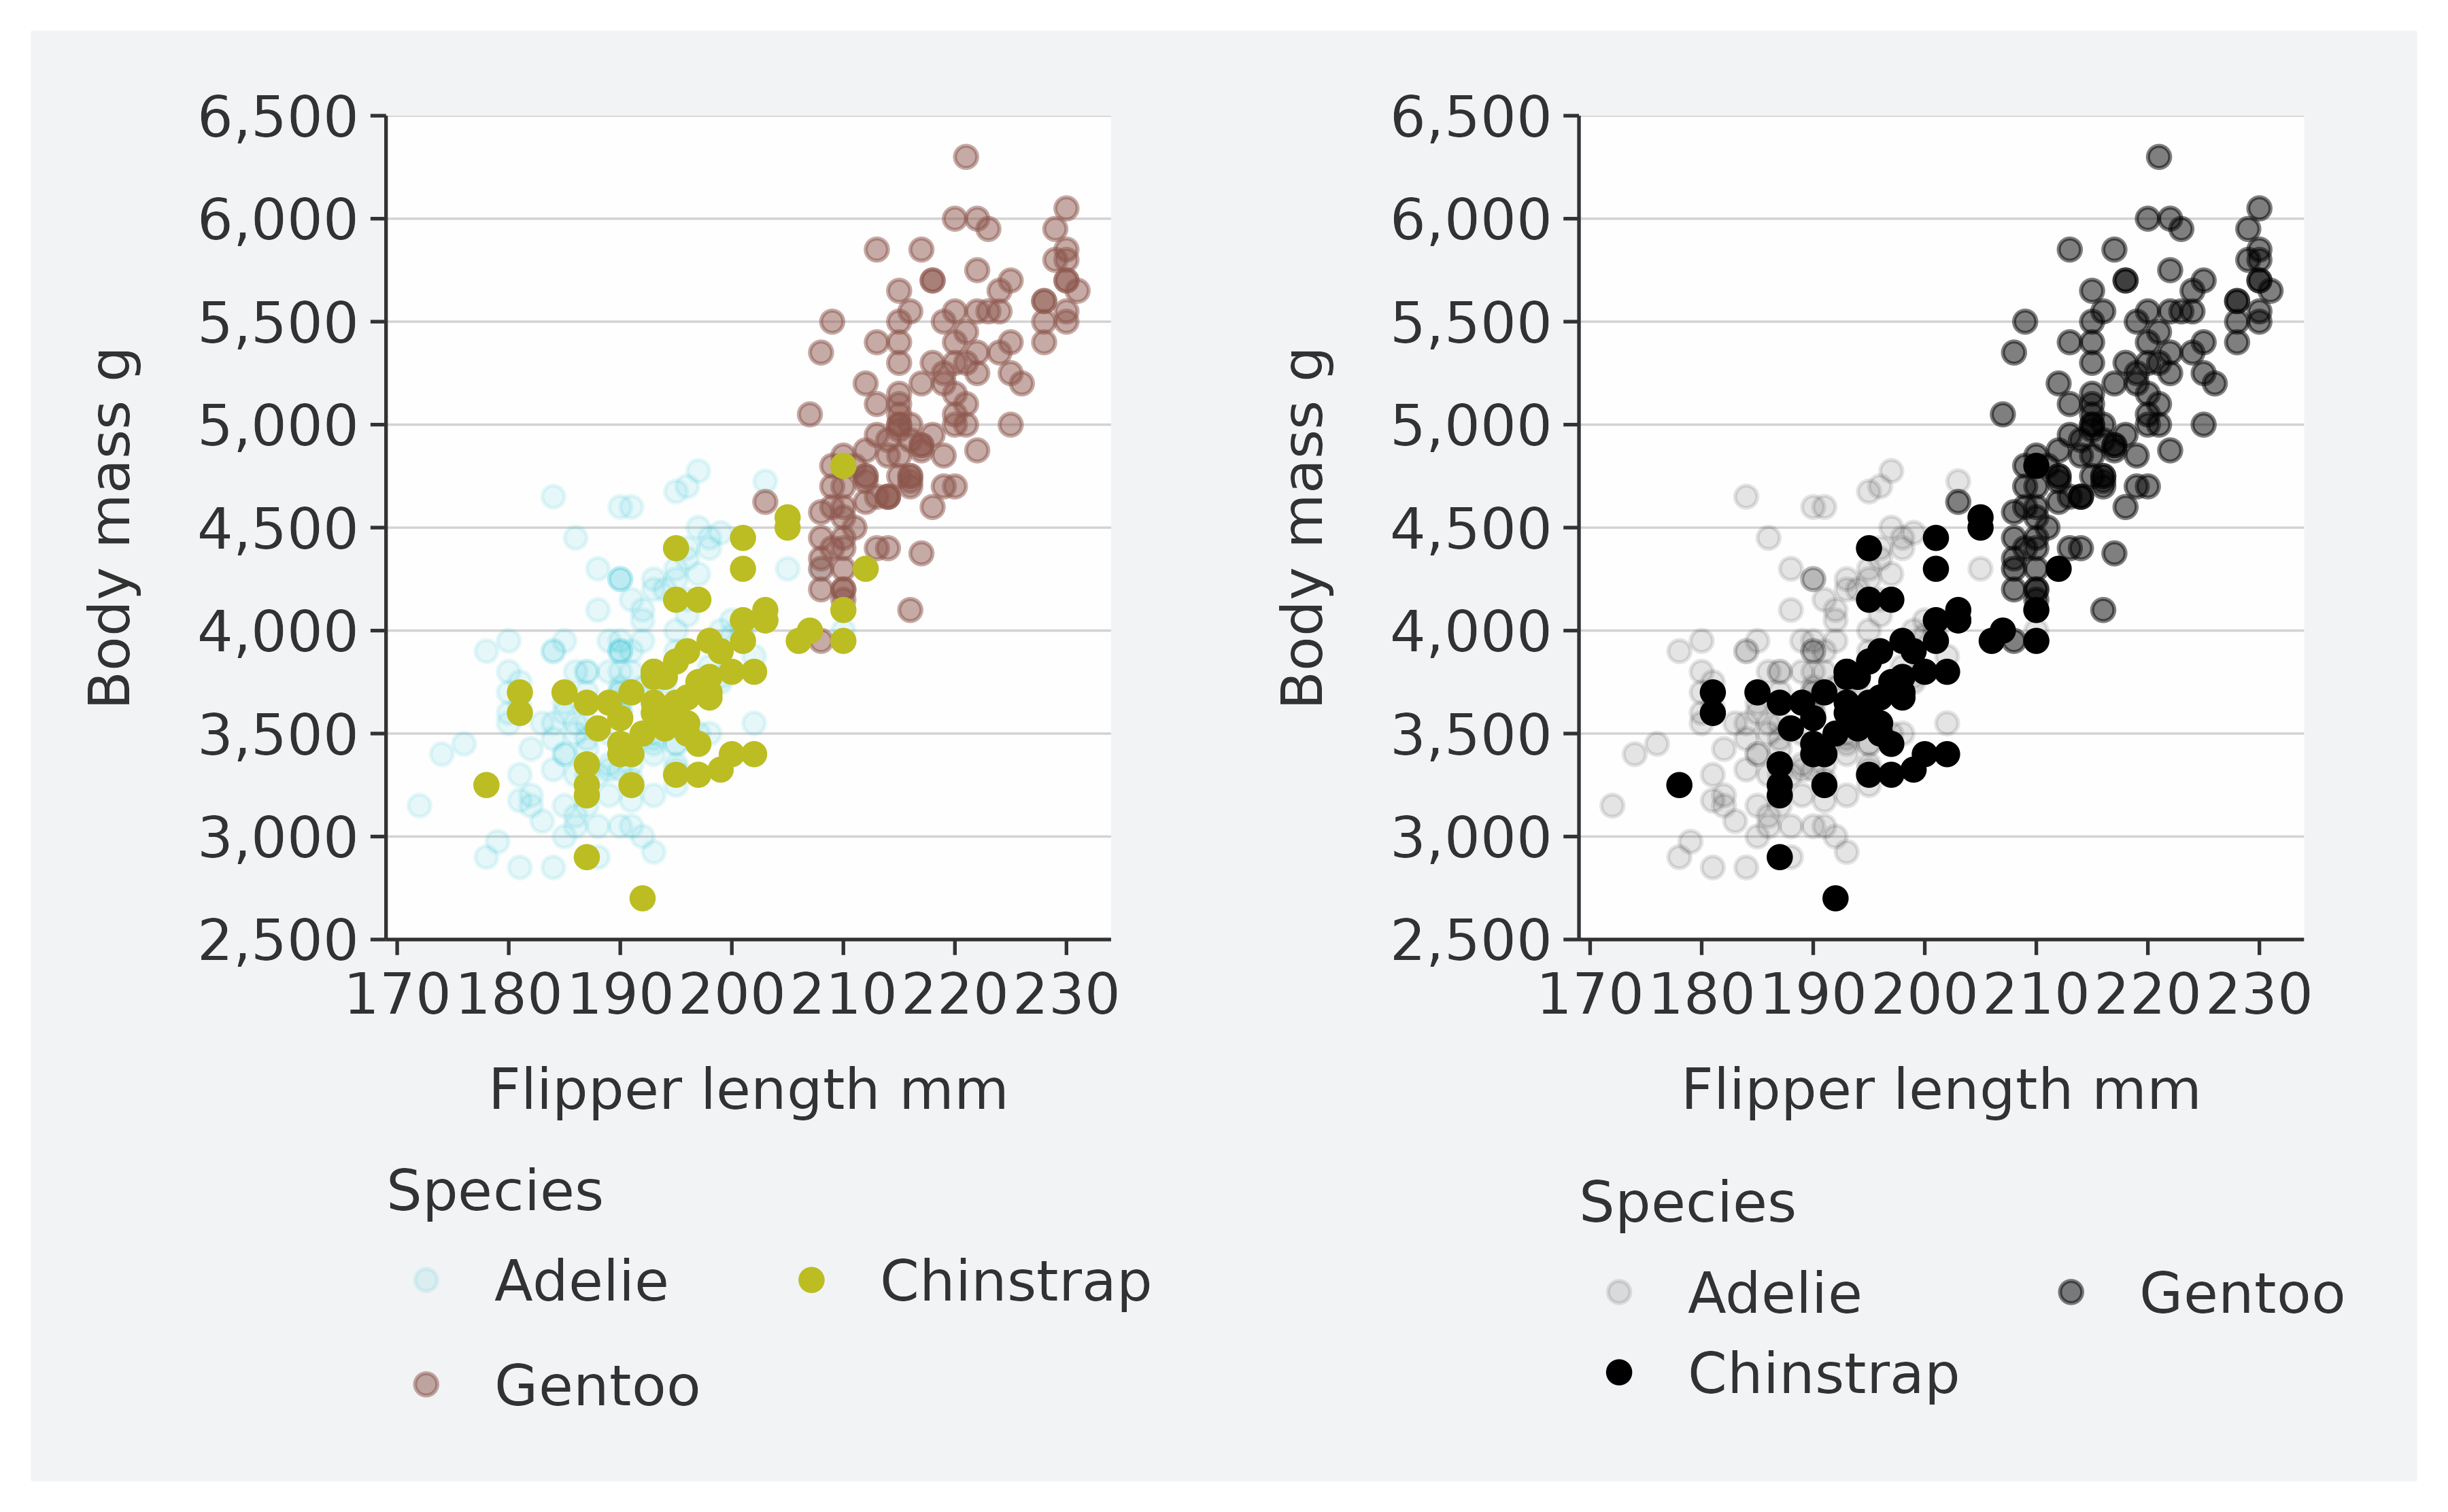 6,500
6,000
5,500
5,000
4,500
4,000
3,500
3,000
2,500
Body mass g
170 180 190 200 210 220 230
Flipper length mm
Species
Adelie Chinstrap
Gentoo
6,500
6,000
5,500
5,000
4,500
4,000
3,500
3,000
2,500
Body mass g
170 180 190 200 210 220 230
Flipper length mm
Species
Adelie Gentoo
Chinstrap